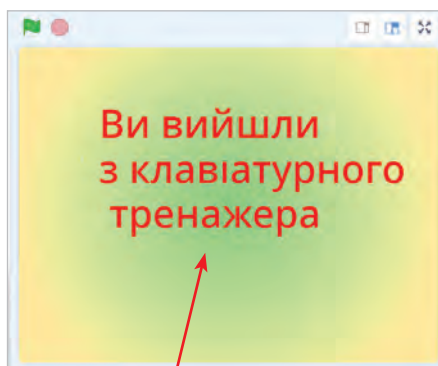 Ви вийшли
з клавіатурного
тренажера